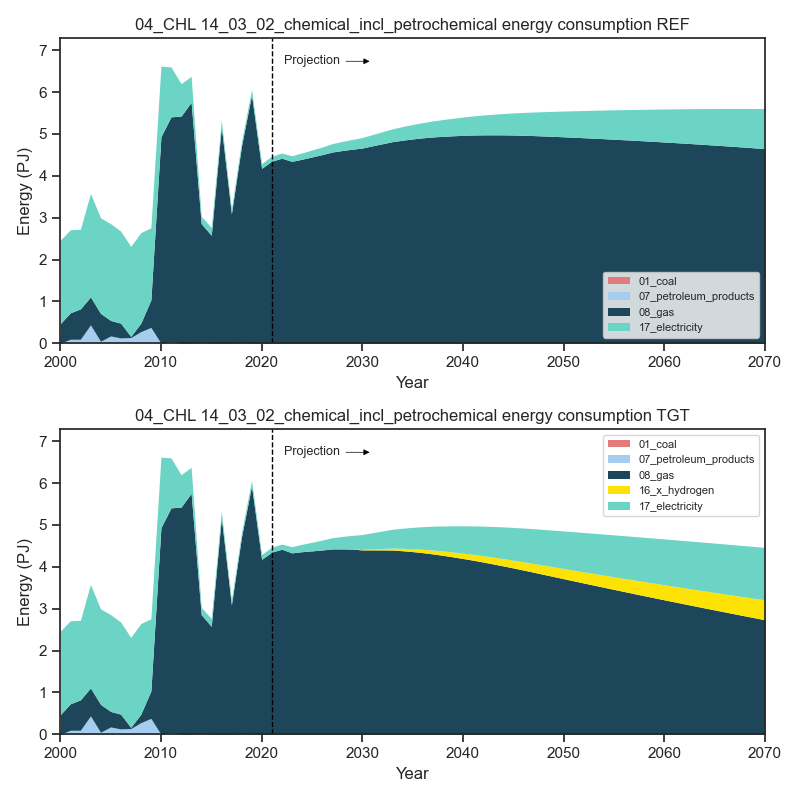 04_CHL 14_03_02_chemical_incl_petrochemical energy consumption REF
7
6
5
4
3
2
1
0
Energy (PJ)
Projection
01_coal
07_petroleum_products
08_gas
17_electricity
2000 2010 2020 2030 2040 2050 2060 2070
Year
04_CHL 14_03_02_chemical_incl_petrochemical energy consumption TGT
7
6
5
4
3
2
1
0
Energy (PJ)
Projection
01_coal
07_petroleum_products
08_gas
16_x_hydrogen
17_electricity
2000 2010 2020 2030 2040 2050 2060 2070
Year